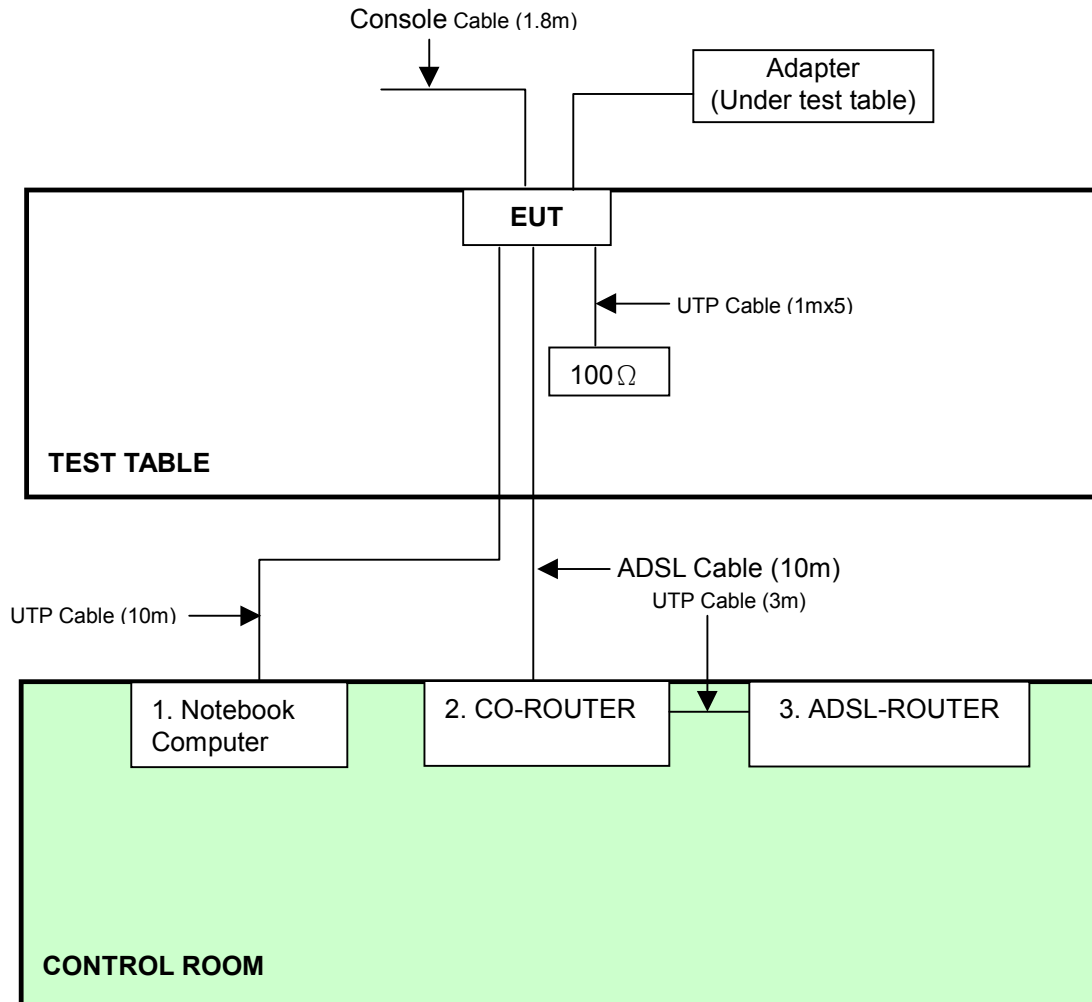 Console Cable (1.8m)
Adapter
(Under test table)
EUT
UTP Cable (1mx5)
100Ω
TEST TABLE
ADSL Cable (10m)
UTP Cable (3m)
UTP Cable (10m)
1. Notebook
Computer
2. CO-ROUTER
3. ADSL-ROUTER
CONTROL ROOM